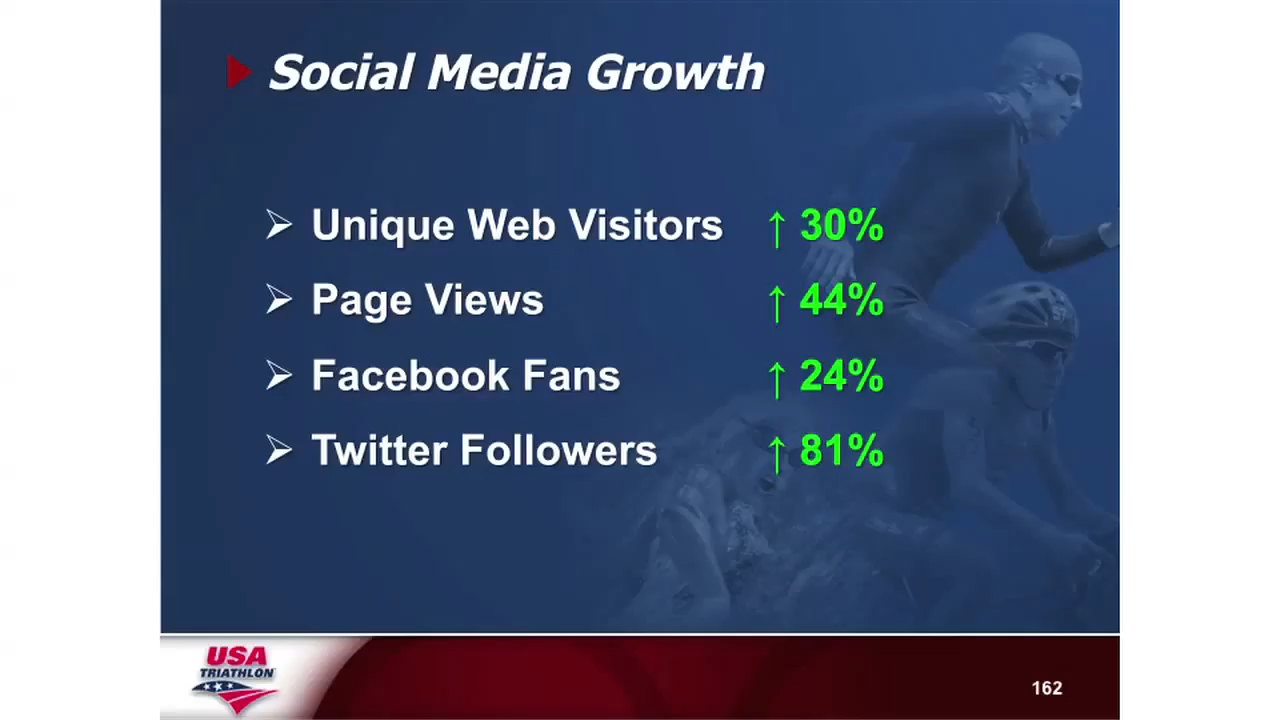 Social Media Growth
Unique Web Visitors ↑ 30%
Page Views ↑ 44%
Facebook Fans ↑ 24%
Twitter Followers ↑ 81%
57
USA
TRIATHLON
162